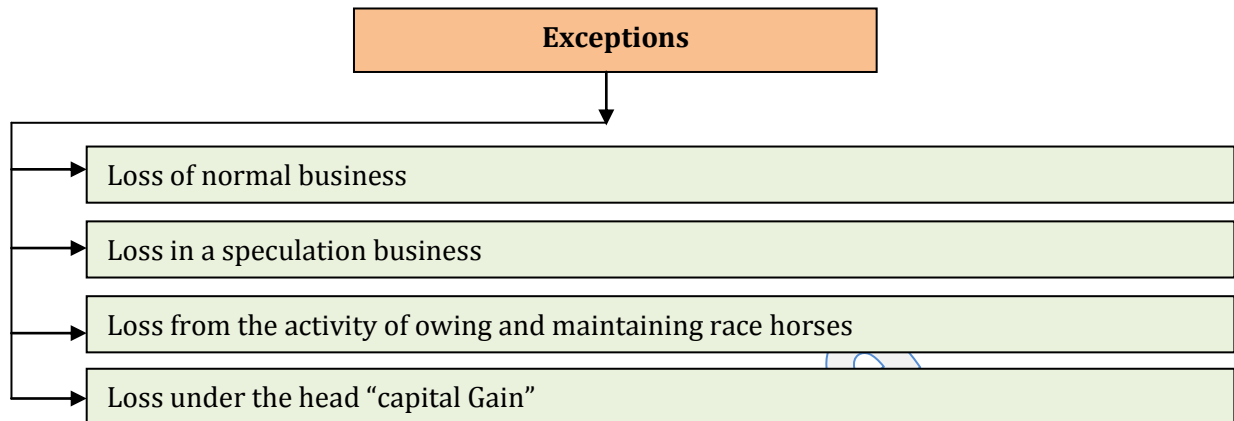 Exceptions
Loss of normal business
Loss in a speculation business
Loss from the activity of owing and maintaining race horses
Loss under the head “capital Gain”